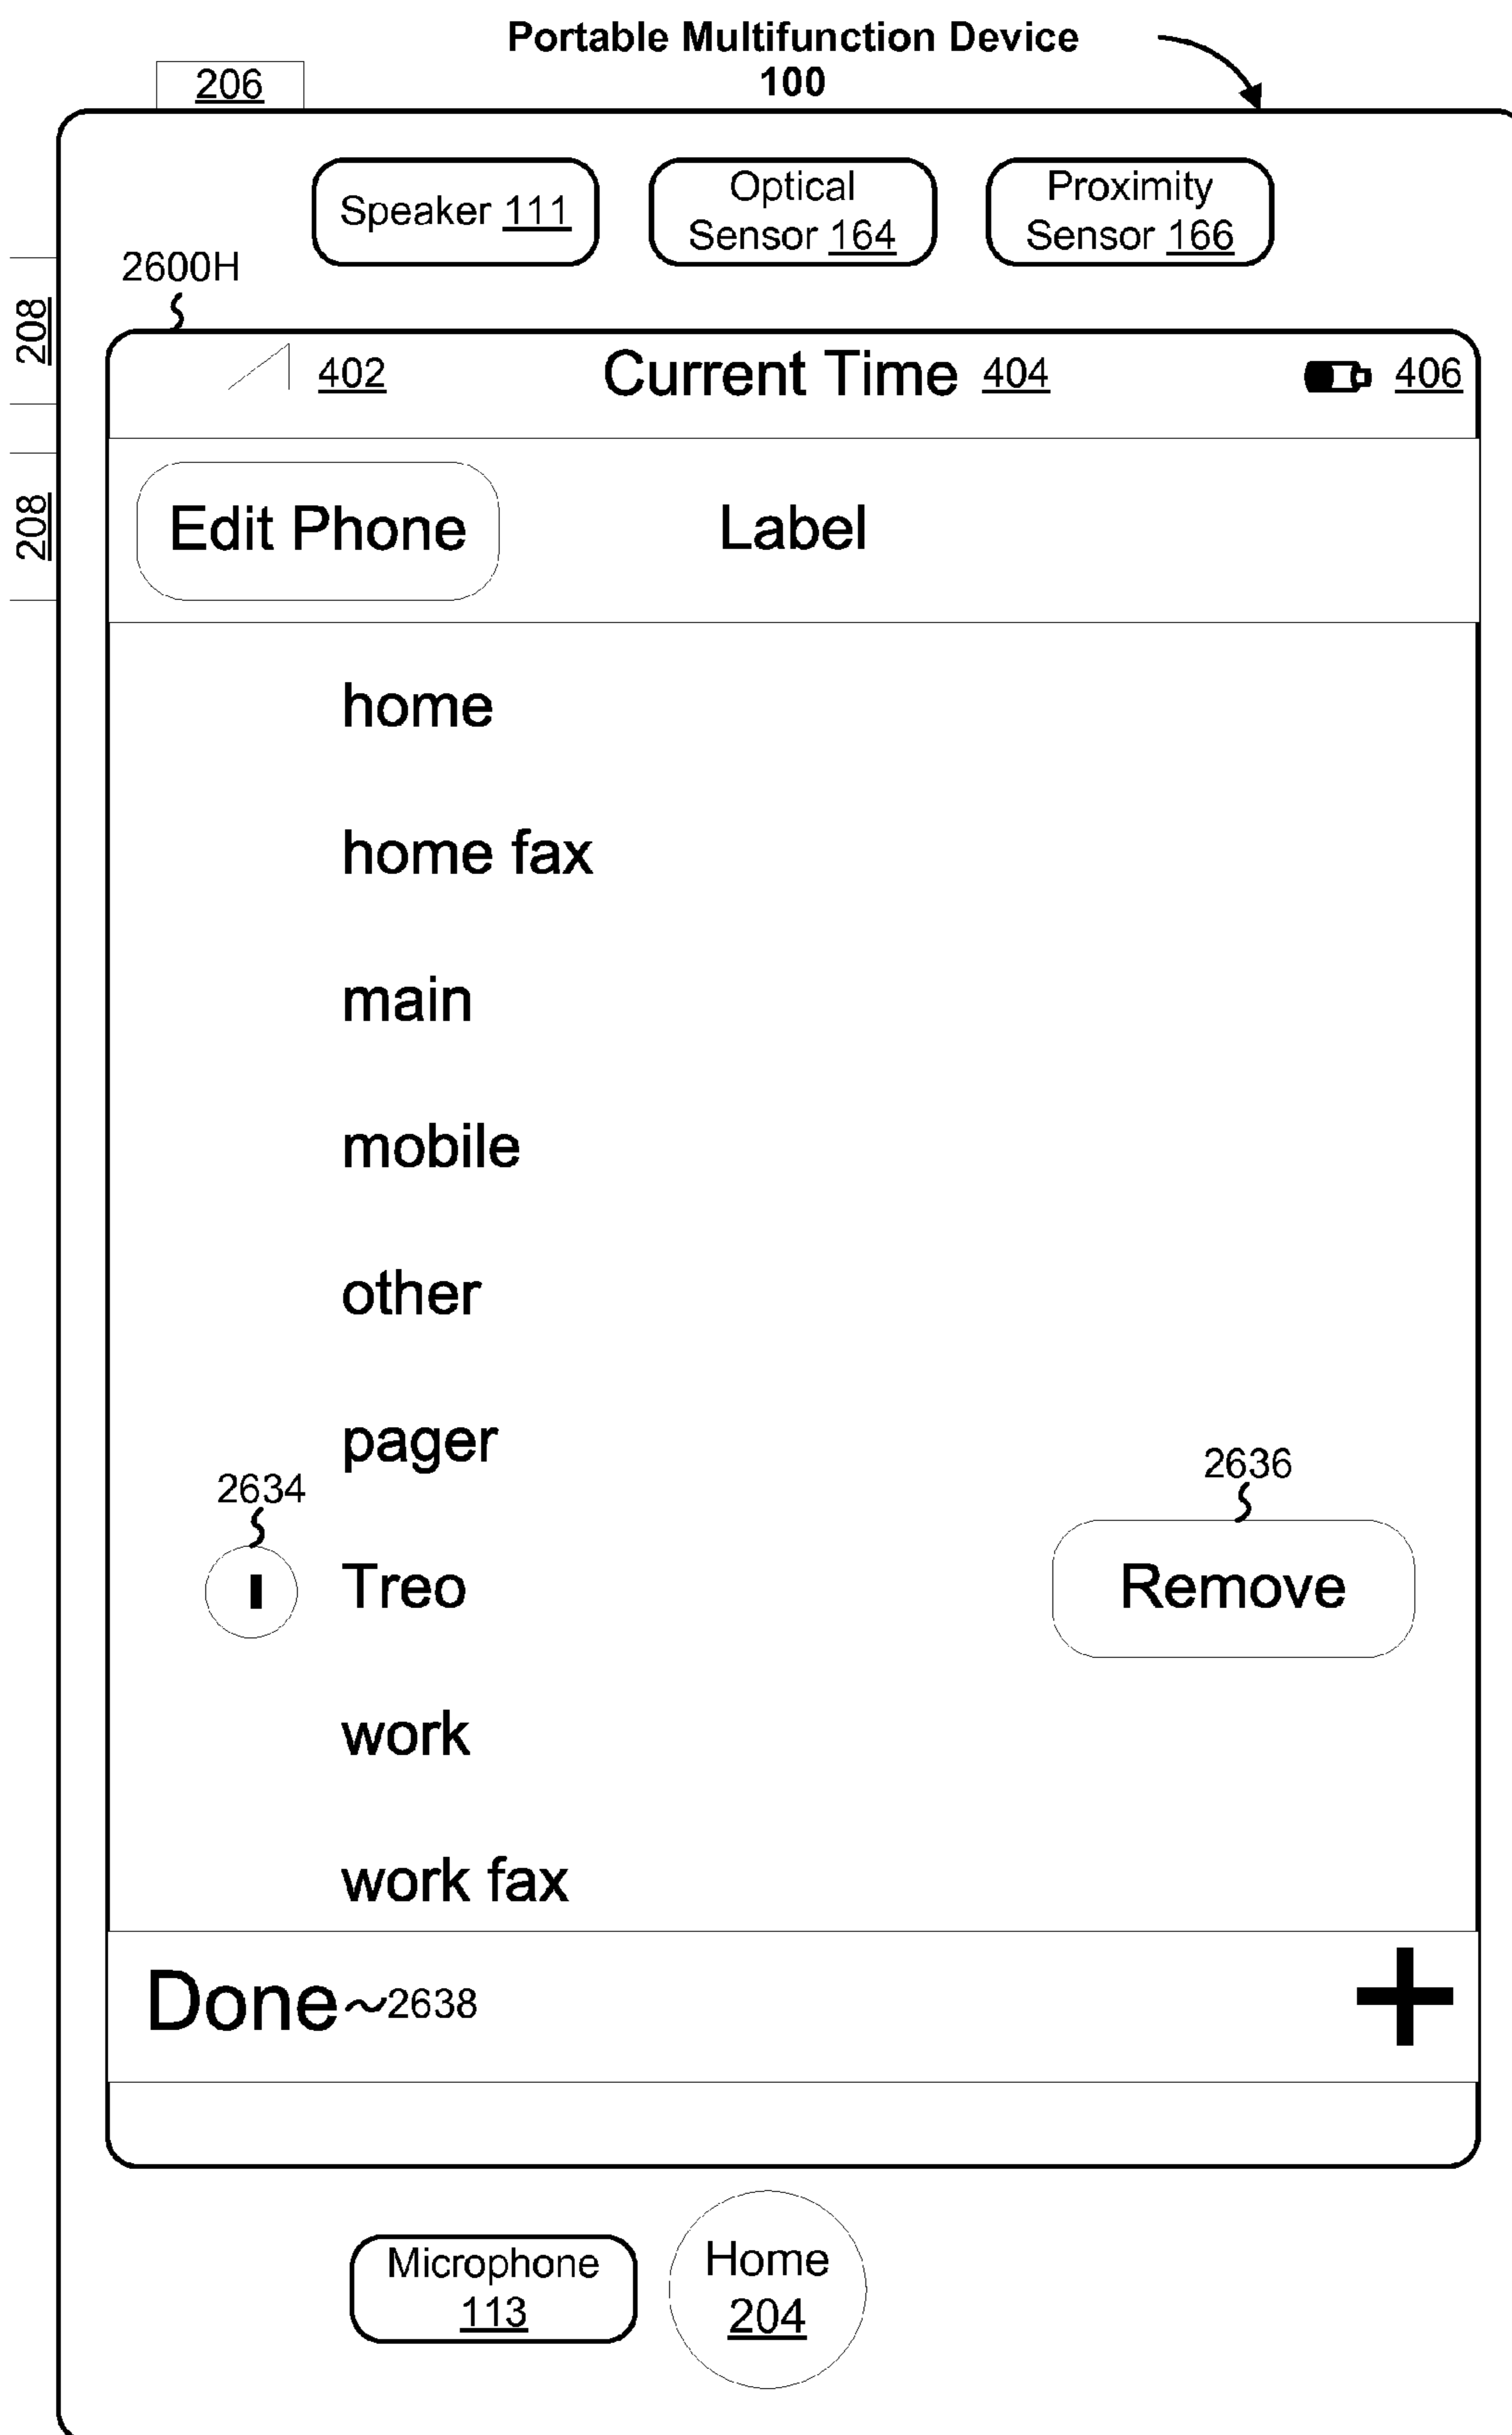 Portable Multifunction Device
100
206
Speaker 111
Optical
Sensor 164
Proximity
Sensor 166
2600H
208
402
Current Time 404
406
208
Edit Phone
Label
home
home fax
main
mobile
other
pager
2634
2636
Treo
Remove
work
work fax
Done
2638
+
Microphone
113
Home
204